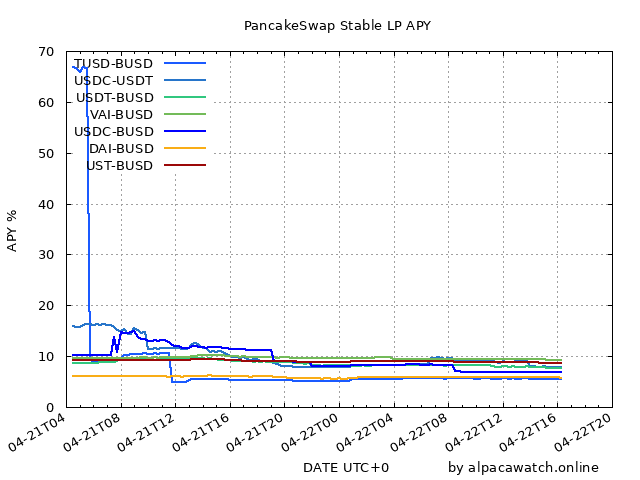 PancakeSwap Stable LP APY
70
60
50
40
30
20
10
0
APY %
TUSD-BUSD
USDC-USDT
USDT-BUSD
VAI-BUSD
USDC-BUSD
DAI-BUSD
UST-BUSD
04-21T04
04-21T08
04-21T12
04-21T16
04-21T20
04-22T00
04-22T04
04-22T08
04-22T12
04-22T16
04-22T20
DATE UTC+0
by alpacawatch.online